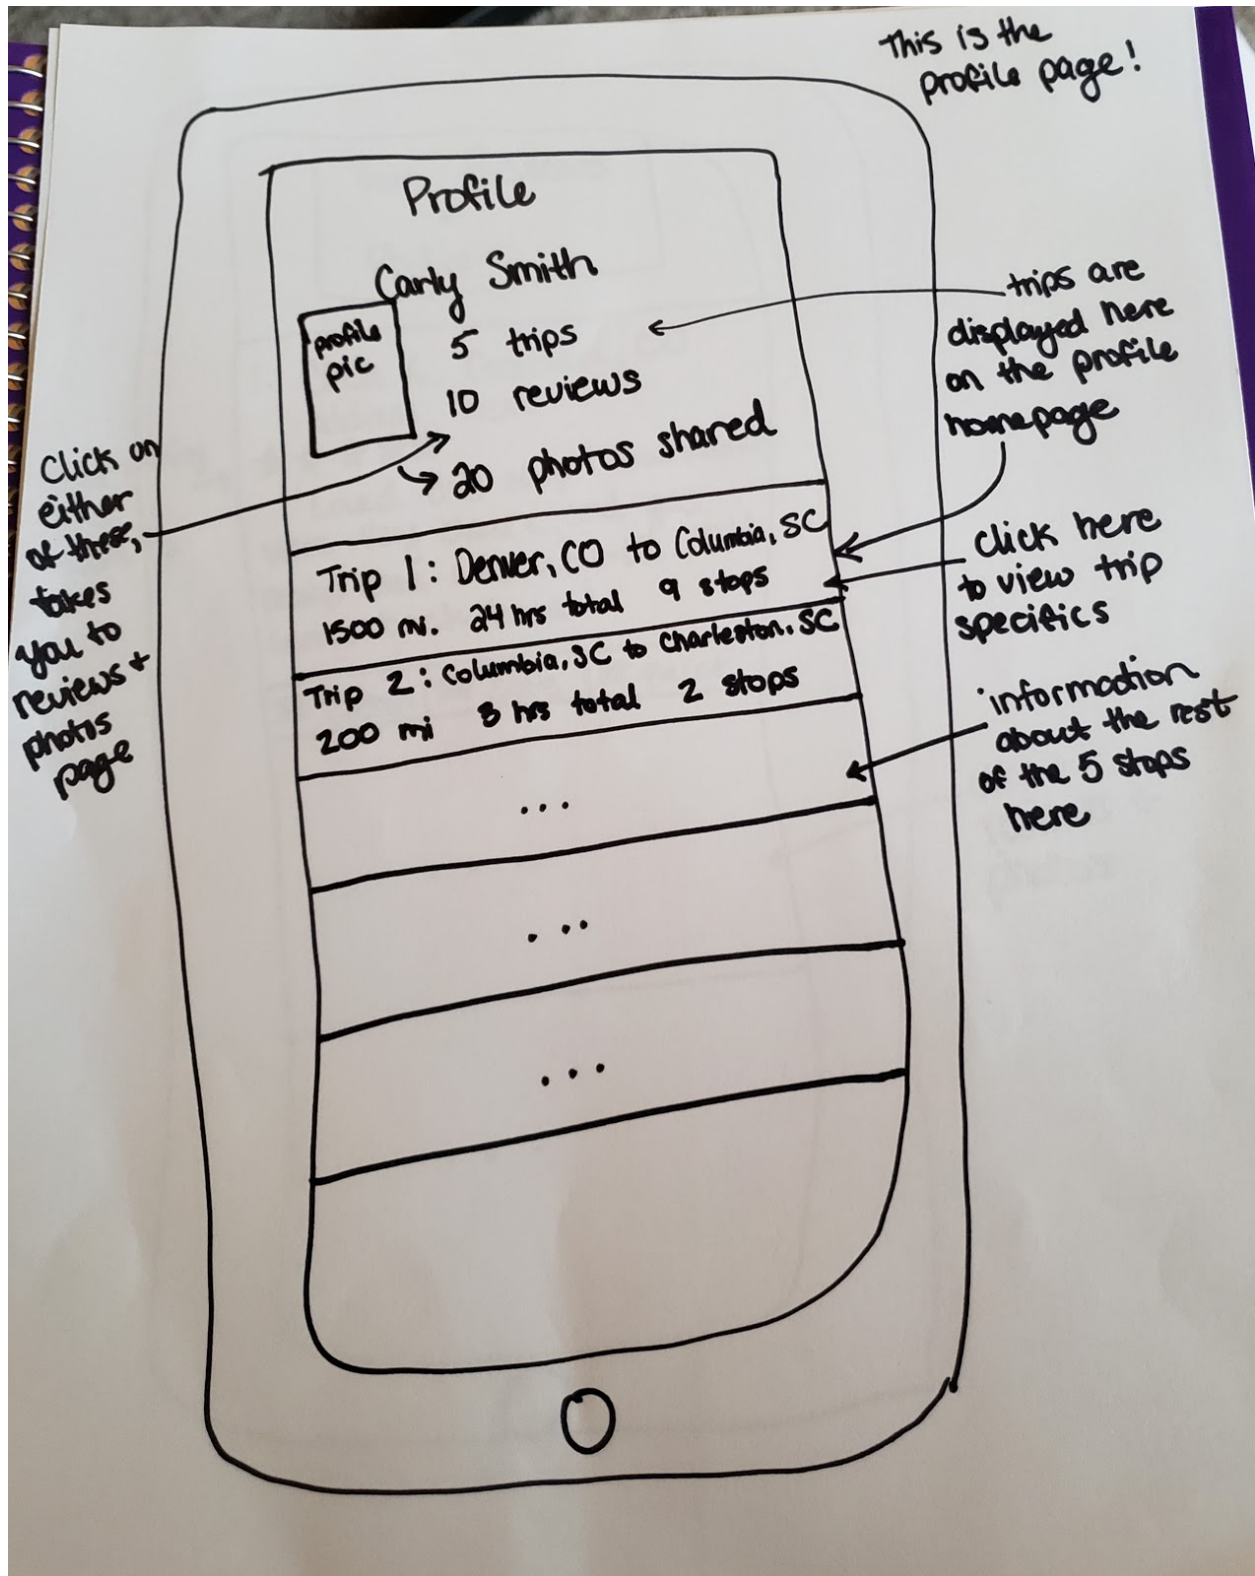 This is the
profile page!
Profile
Carly Smith
profile
pic
5 trips
10 reviews
20 photos shared
Trip 1: Denver, CO to Columbia, SC
1500 mi. 24 hrs total 9 stops
Trip 2: Columbia, SC to Charleston, SC
200 mi 3 hrs total 2 stops
...
...
...
Click on
either
of these,
takes
you to
reviews +
photos
page
trips are
displayed here
on the profile
homepage
click here
to view trip
specifics
information
about the rest
of the 5 stops
here